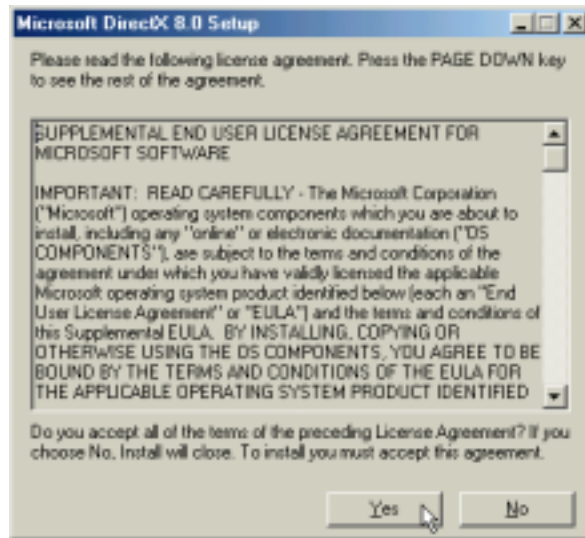 Microsoft DirectX 8.0 Setup
Please read the following license agreement. Press the PAGE DOWN key
to see the rest of the agreement.
SUPPLEMENTAL END USER LICENSE AGREEMENT FOR
MICROSOFT SOFTWARE
IMPORTANT: READ CAREFULLY - The Microsoft Corporation
("Microsoft") operating system components which you are about to
install, including any "online" or electronic documentation ("OS
COMPONENTS"), are subject to the terms and conditions of the
agreement under which you have validly licensed the applicable
Microsoft operating system product identified below (each an "End
User License Agreement" or "EULA") and the terms and conditions of
this Supplemental EULA. BY INSTALLING, COPYING OR
OTHERWISE USING THE OS COMPONENTS, YOU AGREE TO BE
BOUND BY THE TERMS AND CONDITIONS OF THE EULA FOR
THE APPLICABLE OPERATING SYSTEM PRODUCT IDENTIFIED
Do you accept all of the terms of the preceding License Agreement? If you
choose No, Install will close. To install you must accept this agreement.
Yes
No